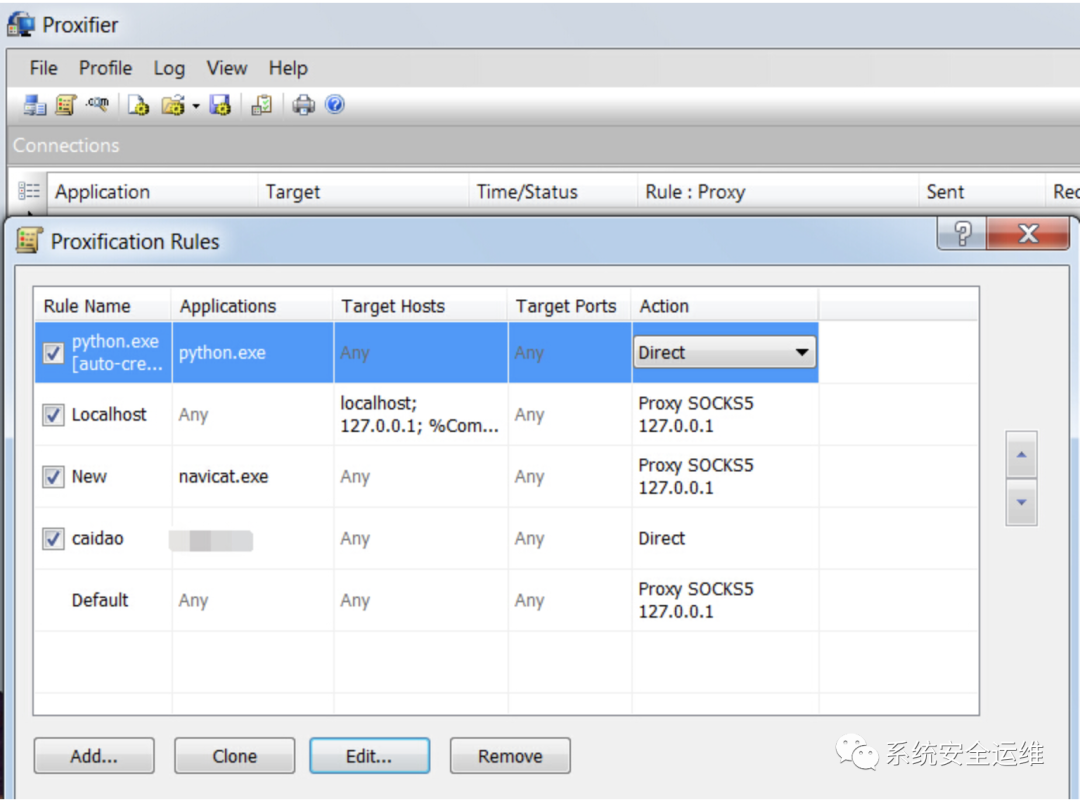 Proxifier
File Profile Log View Help
.com
Connections
Application Target Time/Status Rule : Proxy Sent Rec
Proxification Rules
Rule Name Applications Target Hosts Target Ports Action
python.exe
[auto-cre... python.exe Any Any Direct
Localhost Any localhost;
127.0.0.1; %Com... Any Proxy SOCKS5
127.0.0.1
New navicat.exe Any Any Proxy SOCKS5
127.0.0.1
caidao Any Any Direct
Default Any Any Any Proxy SOCKS5
127.0.0.1
Add... Clone Edit... Remove
系统安全运维